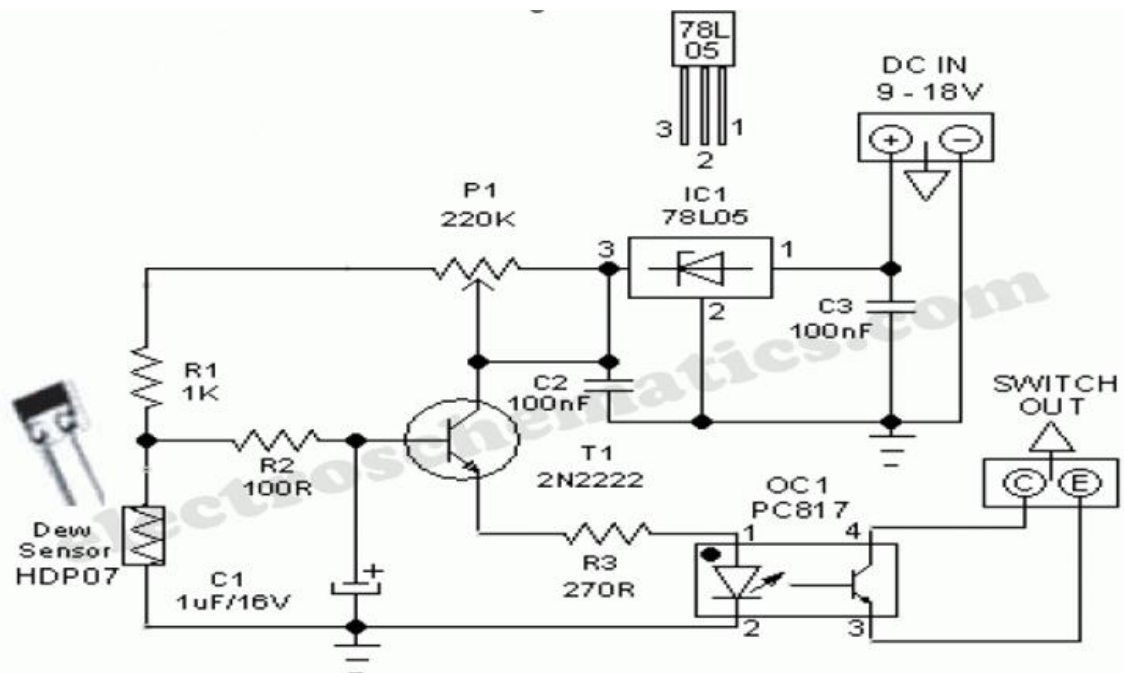 78L
05
3
2
1
DC IN
9 - 18V
+
−
P1
220K
IC1
78L05
3
1
2
C3
100nF
R1
1K
C2
100nF
SWITCH
OUT
R2
100R
T1
2N2222
OC1
PC817
C
E
Dew
Sensor
HDP07
C1
1uF/16V
+
R3
270R
1
4
2
3
electroschematics.com